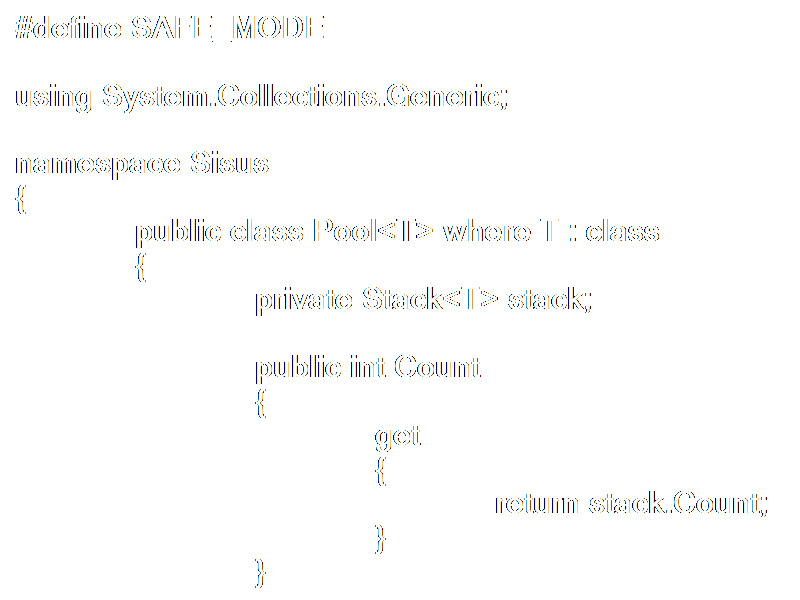 #define SAFE_MODE
using System.Collections.Generic;
namespace Sisus
{
public class Pool<T> where T : class
{
private Stack<T> stack;
public int Count
{
get
{
return stack.Count;
}
}